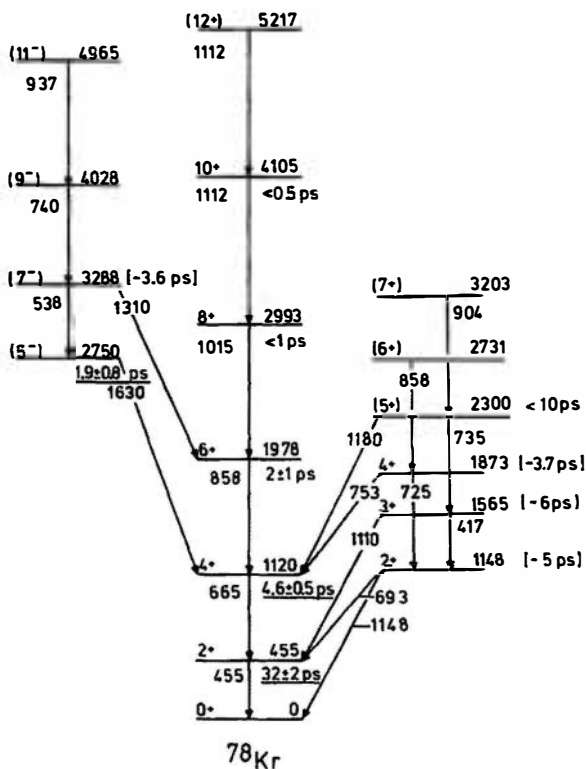 (12+) 5217
1112
(11⁻) 4965
937
10+ 4105
1112 <0.5 ps
(9⁻) 4028
740
(7⁻) 3288 [-3.6 ps]
538 1310
(7+) 3203
904
8+ 2993
1015 <1 ps
(5⁻) 2750
1.9±0.8 ps
1630
(6+) 2731
858
(5+) 2300 <10 ps
1180 735
6+ 1978
858 2±1 ps
4+ 1873 [-3.7 ps]
753 725
3+ 1565 [-6ps]
1110 417
4+ 1120
665 4.6±0.5 ps
2+ 1148 [-5 ps]
693
1148
2+ 455
455 32±2 ps
0+ 0
⁷⁸Kr